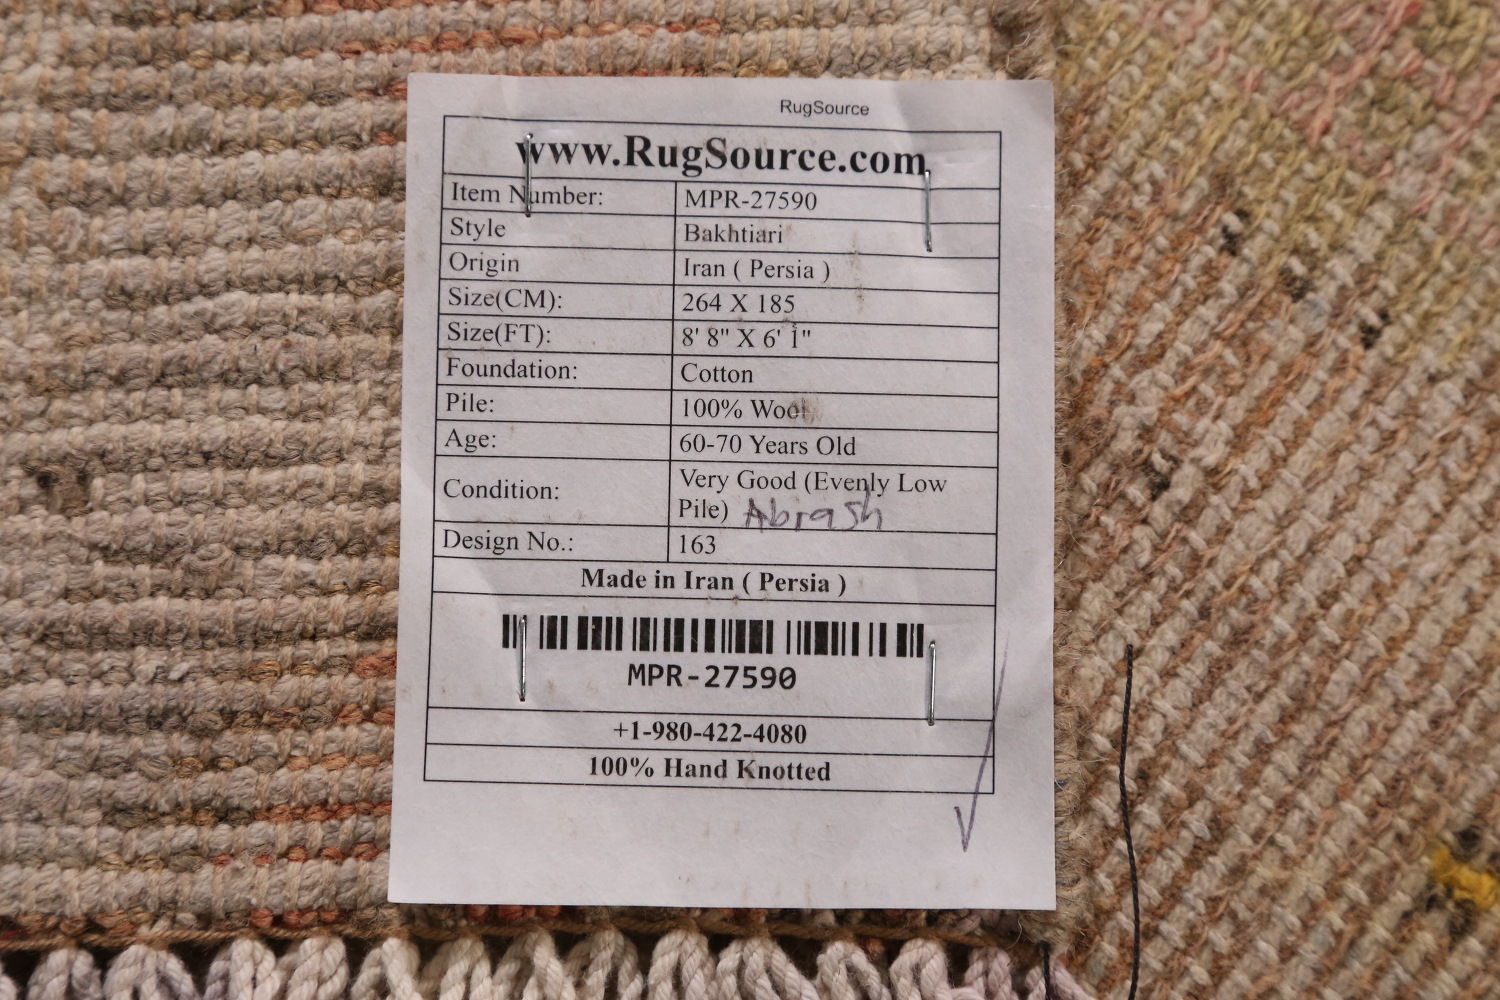 RugSource
www.RugSource.com
Item Number: MPR-27590
Style Bakhtiari
Origin Iran ( Persia )
Size(CM): 264 X 185
Size(FT): 8' 8" X 6' 1"
Foundation: Cotton
Pile: 100% Wool
Age: 60-70 Years Old
Condition: Very Good (Evenly Low
Pile) Abrash
Design No.: 163
Made in Iran ( Persia )
MPR-27590
+1-980-422-4080
100% Hand Knotted